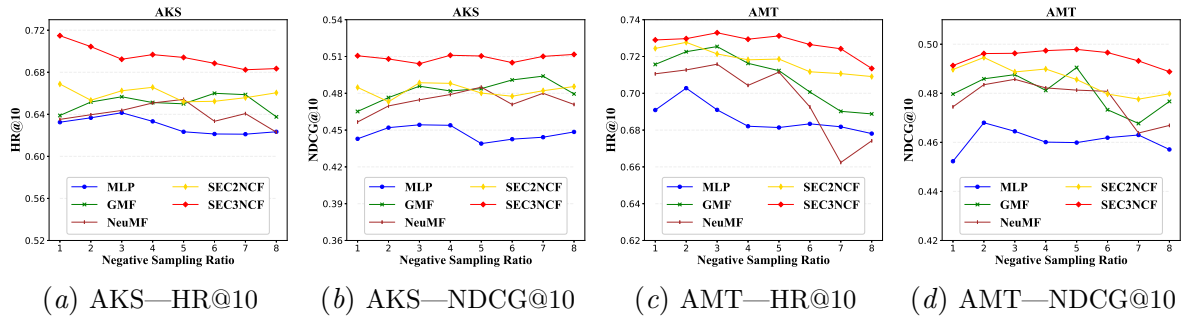 AKS
HR@10
0.72
0.68
0.64
0.60
0.56
0.52
MLP
GMF
NeuMF
SEC2NCF
SEC3NCF
1 2 3 4 5 6 7 8
Negative Sampling Ratio
(a) AKS—HR@10
AKS
NDCG@10
0.54
0.51
0.48
0.45
0.42
0.39
0.36
MLP
GMF
NeuMF
SEC2NCF
SEC3NCF
1 2 3 4 5 6 7 8
Negative Sampling Ratio
(b) AKS—NDCG@10
AMT
HR@10
0.74
0.72
0.70
0.68
0.66
0.64
0.62
MLP
GMF
NeuMF
SEC2NCF
SEC3NCF
1 2 3 4 5 6 7 8
Negative Sampling Ratio
(c) AMT—HR@10
AMT
NDCG@10
0.50
0.48
0.46
0.44
0.42
MLP
GMF
NeuMF
SEC2NCF
SEC3NCF
1 2 3 4 5 6 7 8
Negative Sampling Ratio
(d) AMT—NDCG@10